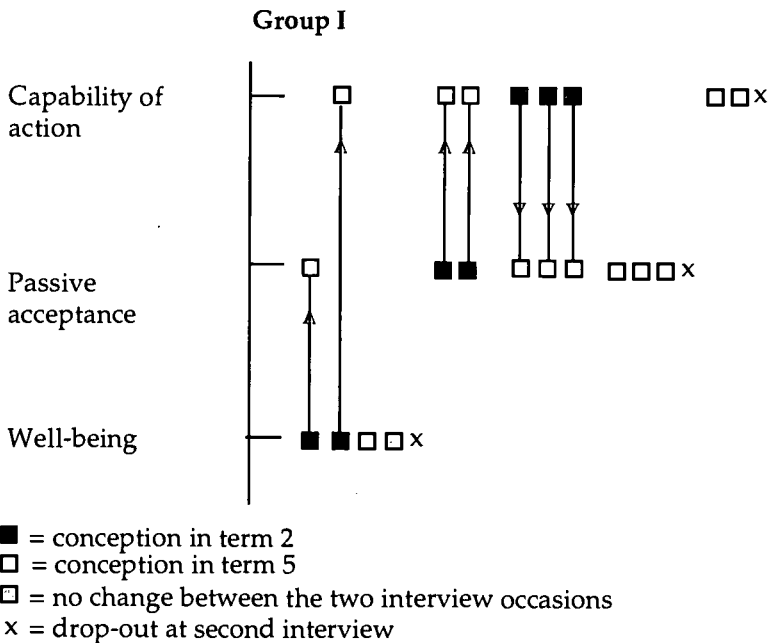 Group I
Capability of
action
x
Passive
acceptance
x
Well-being
x
■ = conception in term 2
□ = conception in term 5
□ = no change between the two interview occasions
x = drop-out at second interview